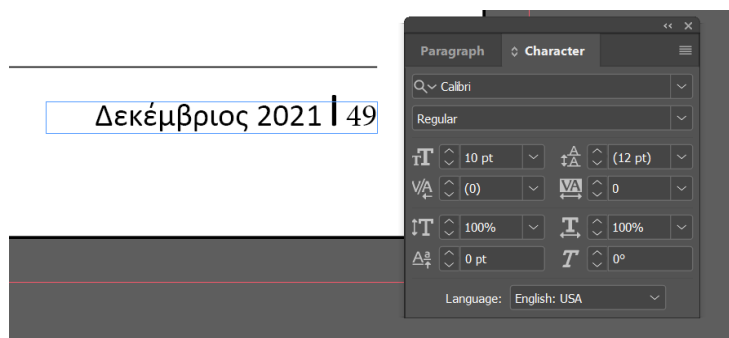 Δεκέμβριος 2021 | 49
Paragraph
Character
Calibri
Regular
10 pt
(12 pt)
(0)
0
100%
100%
0 pt
0°
Language: English: USA